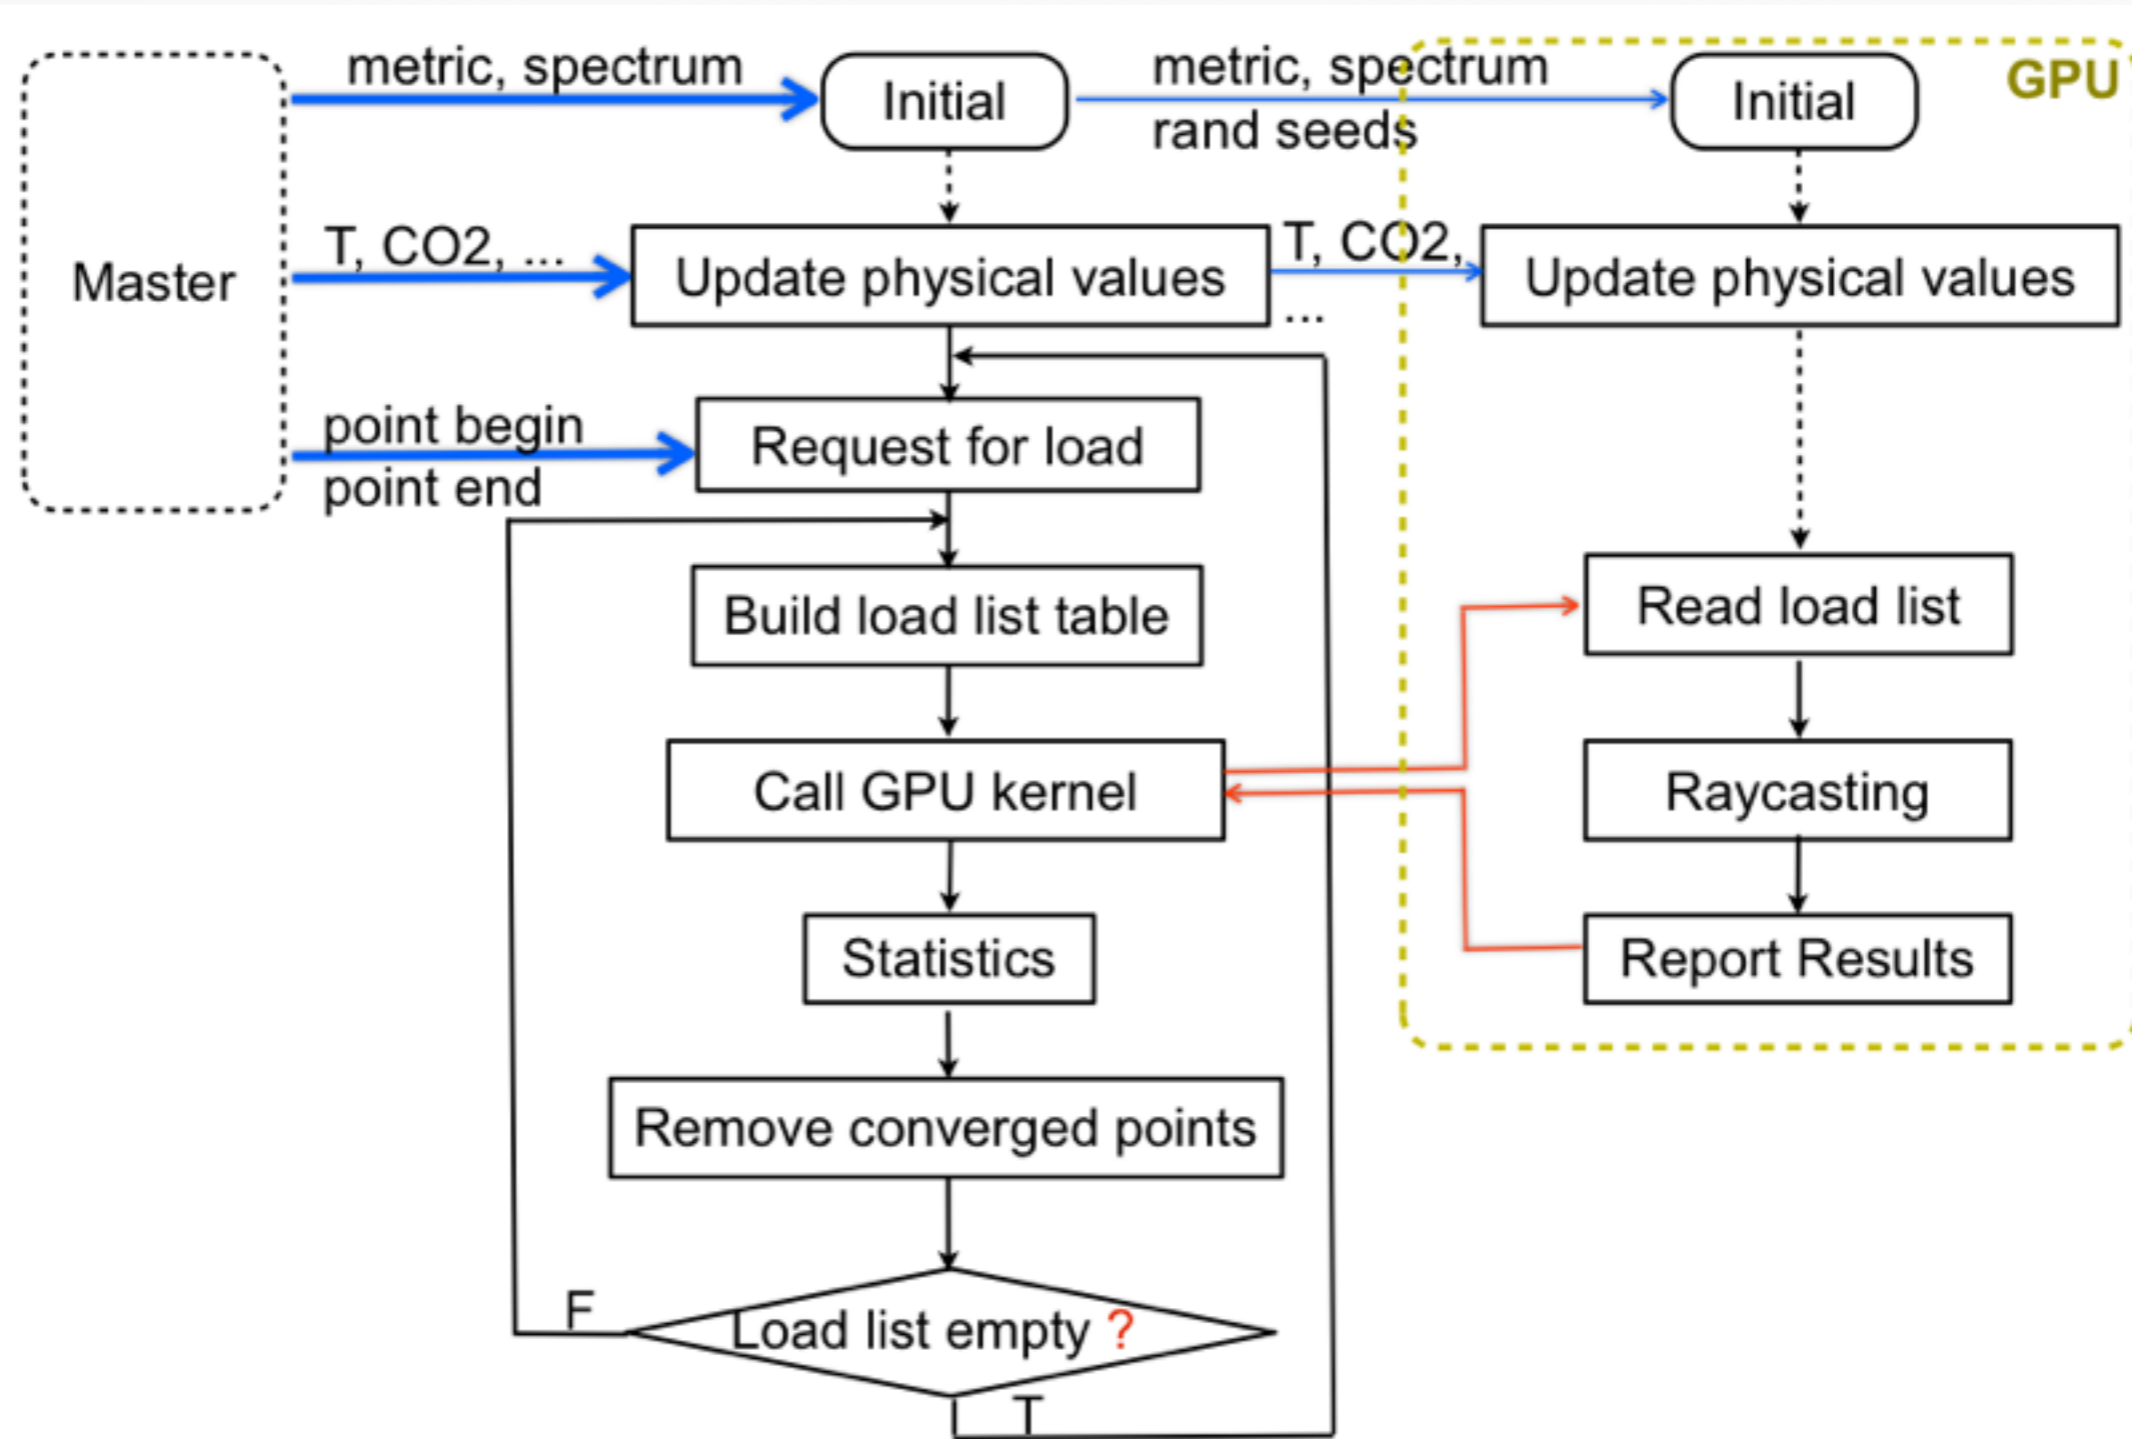 metric, spectrum
Initial
metric, spectrum
rand seeds
Initial
GPU
Master
T, CO2, ...
Update physical values
T, CO2,
...
Update physical values
point begin
point end
Request for load
Build load list table
Read load list
Call GPU kernel
Raycasting
Statistics
Report Results
Remove converged points
F
Load list empty ?
T